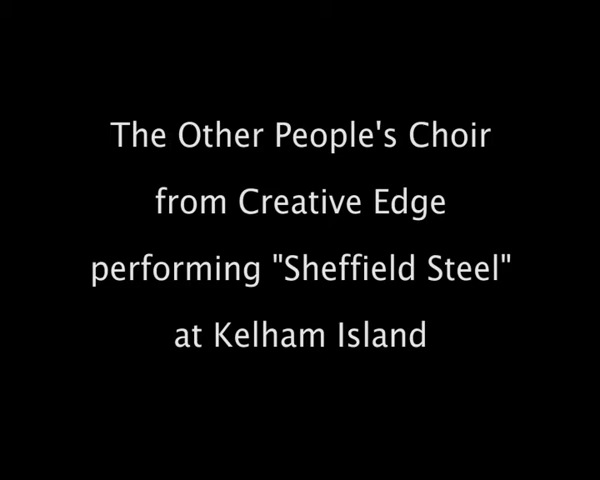 The Other People's Choir
from Creative Edge
performing "Sheffield Steel"
at Kelham Island